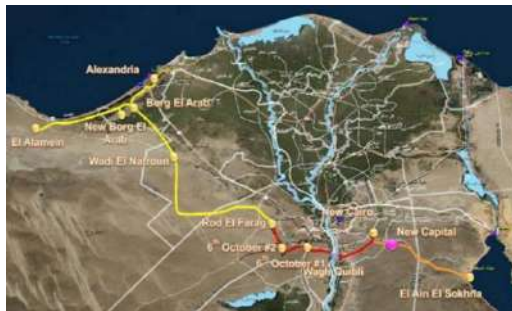 Alexandria
Borg El Arab
New Borg El
Arab
El Alamein
Wadi El Natroun
Rod El Farag
New Cairo
New Capital
6th October #2
6th October #1
Wagh Quibli
El Ain El Sokhna